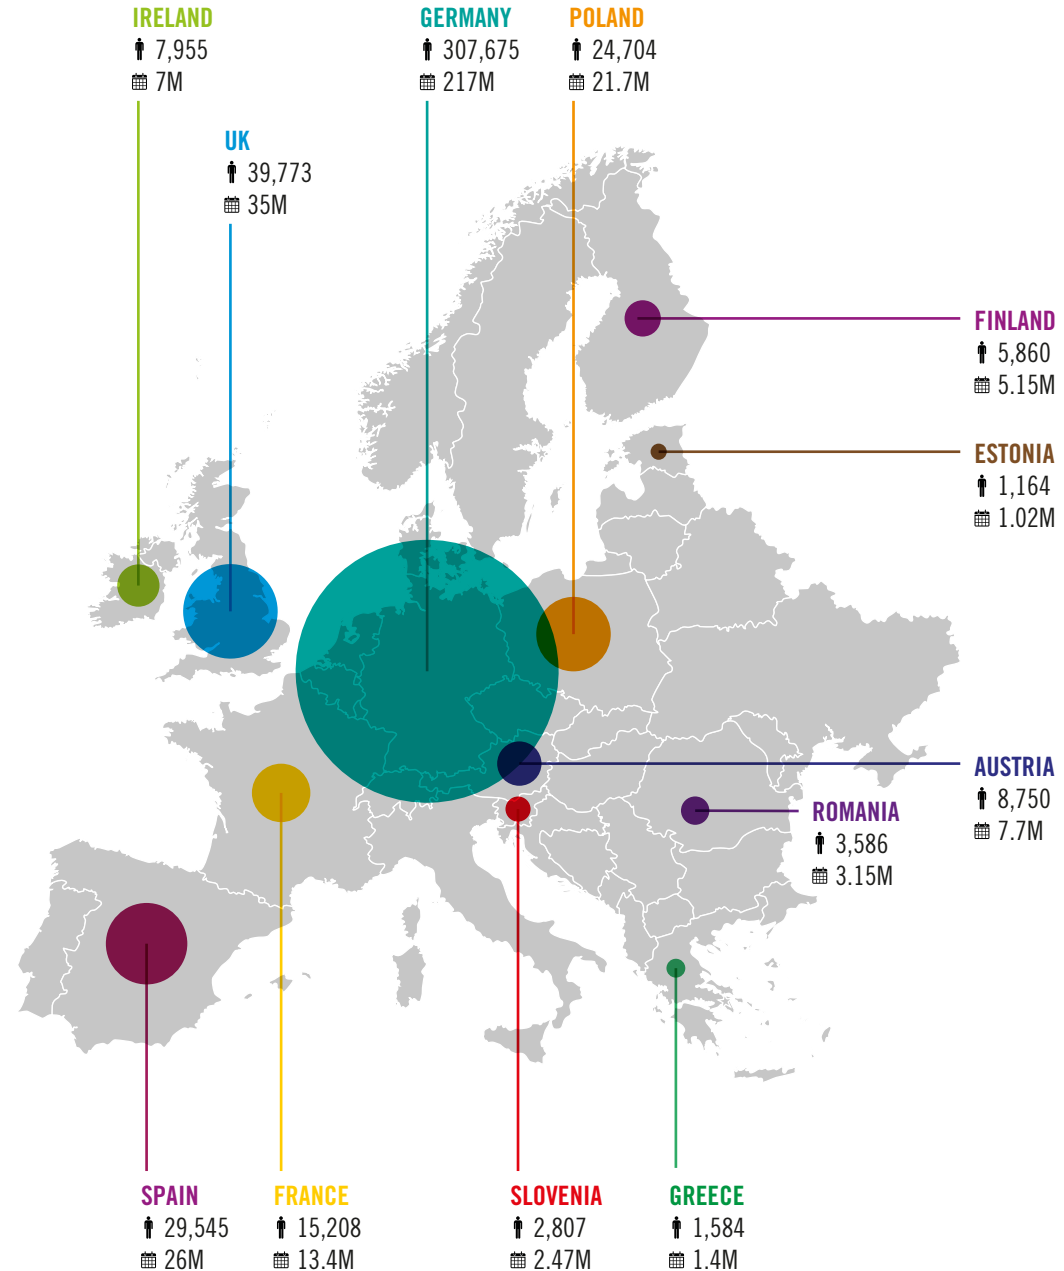 IRELAND
7,955
7M
GERMANY
307,675
217M
POLAND
24,704
21.7M
UK
39,773
35M
FINLAND
5,860
5.15M
ESTONIA
1,164
1.02M
AUSTRIA
8,750
7.7M
ROMANIA
3,586
3.15M
SPAIN
29,545
26M
FRANCE
15,208
13.4M
SLOVENIA
2,807
2.47M
GREECE
1,584
1.4M